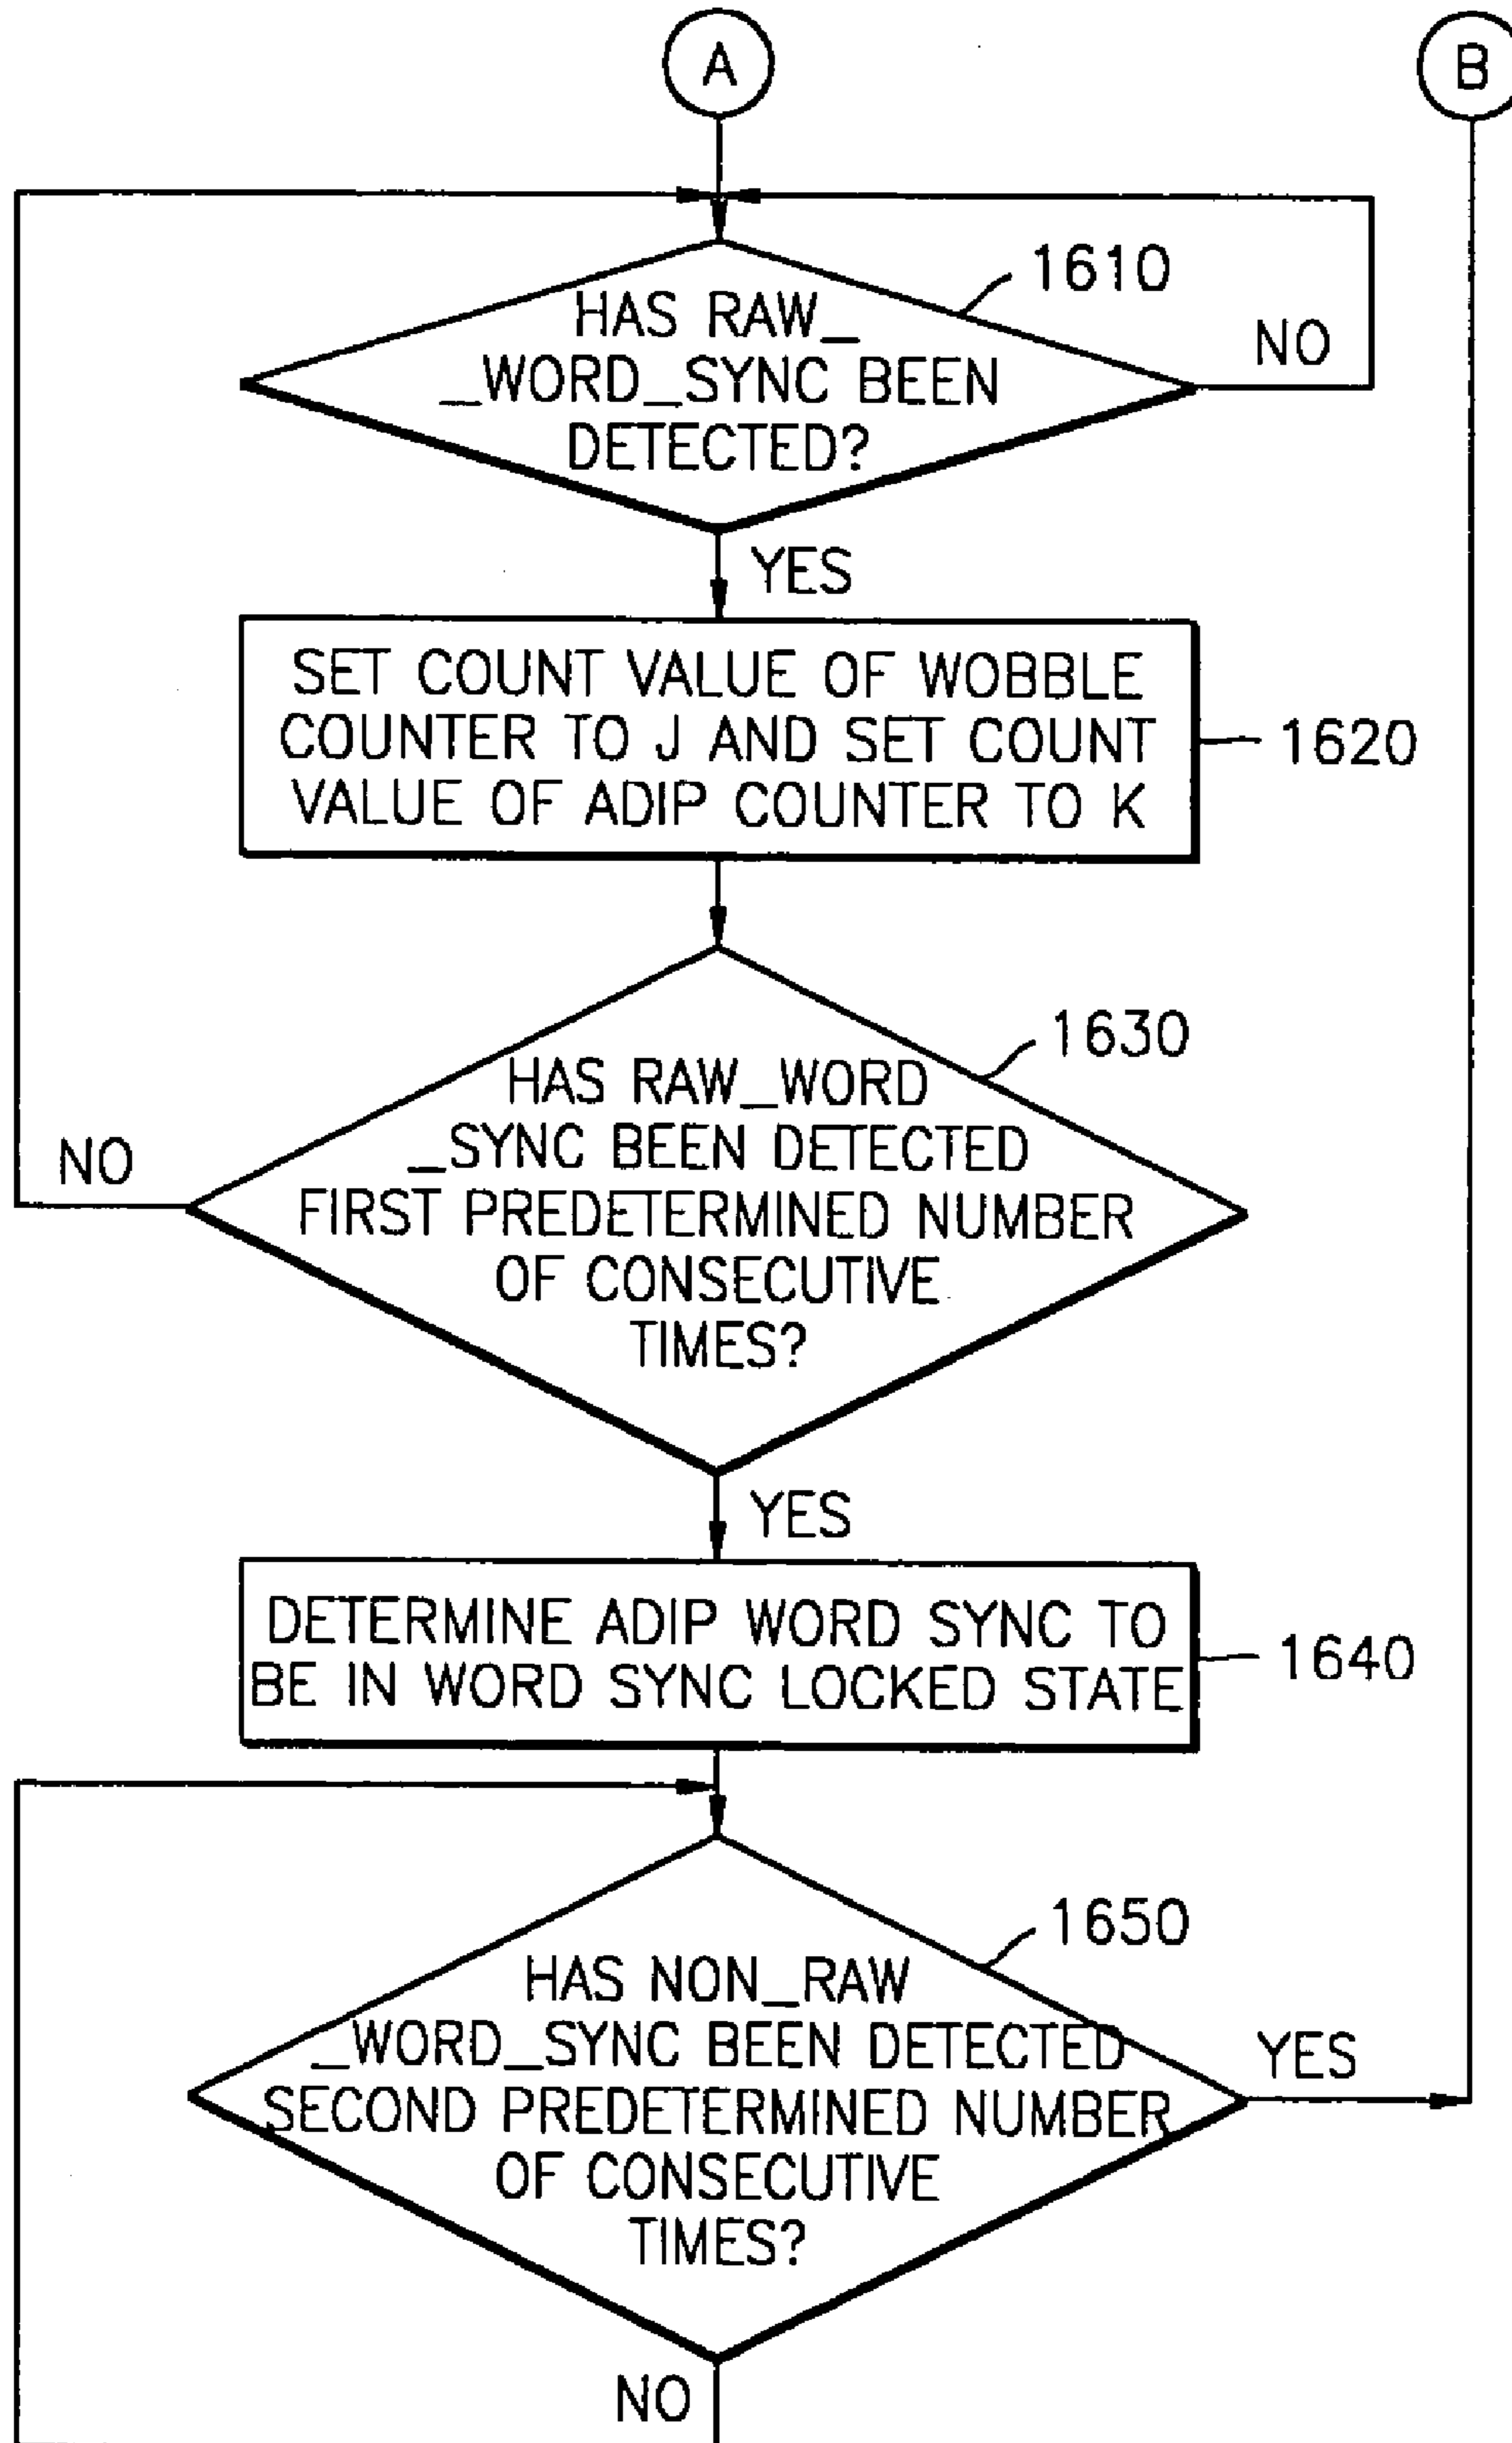 A
B
1610
HAS RAW_
_WORD_SYNC BEEN
DETECTED?
NO
YES
SET COUNT VALUE OF WOBBLE
COUNTER TO J AND SET COUNT
VALUE OF ADIP COUNTER TO K
1620
1630
HAS RAW_WORD
_SYNC BEEN DETECTED
FIRST PREDETERMINED NUMBER
OF CONSECUTIVE
TIMES?
NO
YES
DETERMINE ADIP WORD SYNC TO
BE IN WORD SYNC LOCKED STATE
1640
1650
HAS NON_RAW
_WORD_SYNC BEEN DETECTED
SECOND PREDETERMINED NUMBER
OF CONSECUTIVE
TIMES?
YES
NO